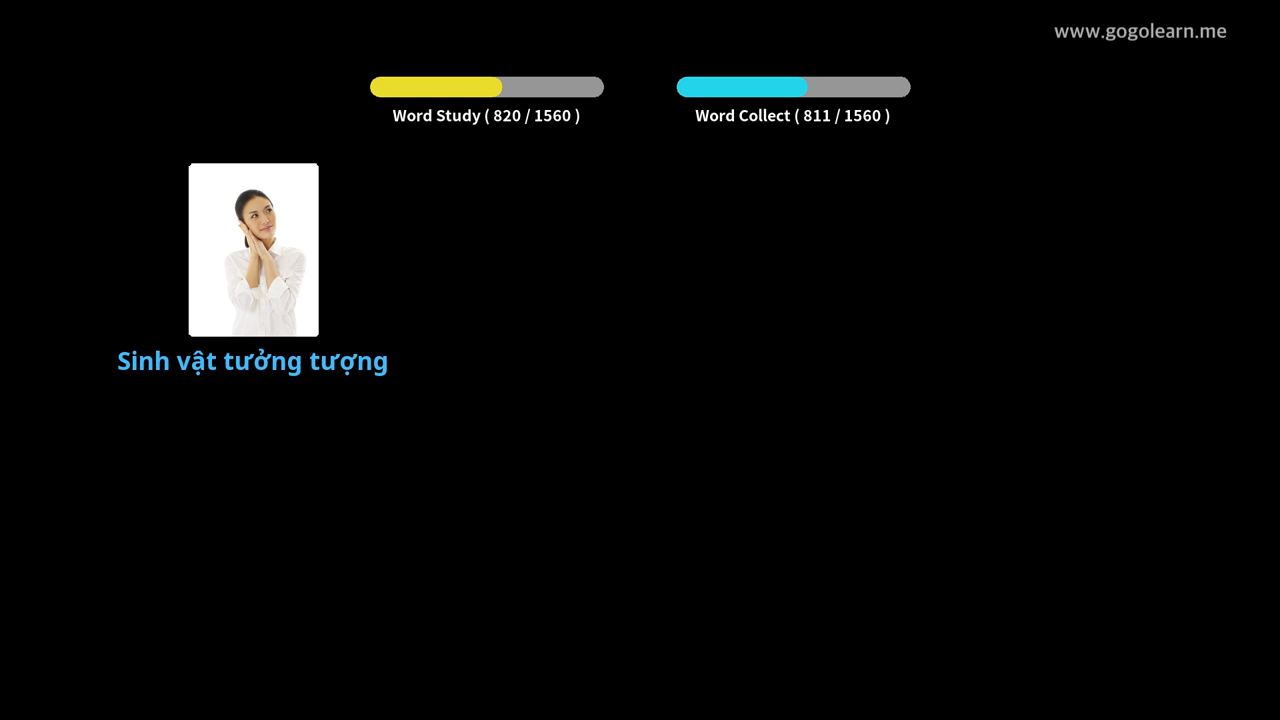 www.gogolearn.me
Word Study ( 820 / 1560 )
Word Collect ( 811 / 1560 )
Sinh vật tưởng tượng